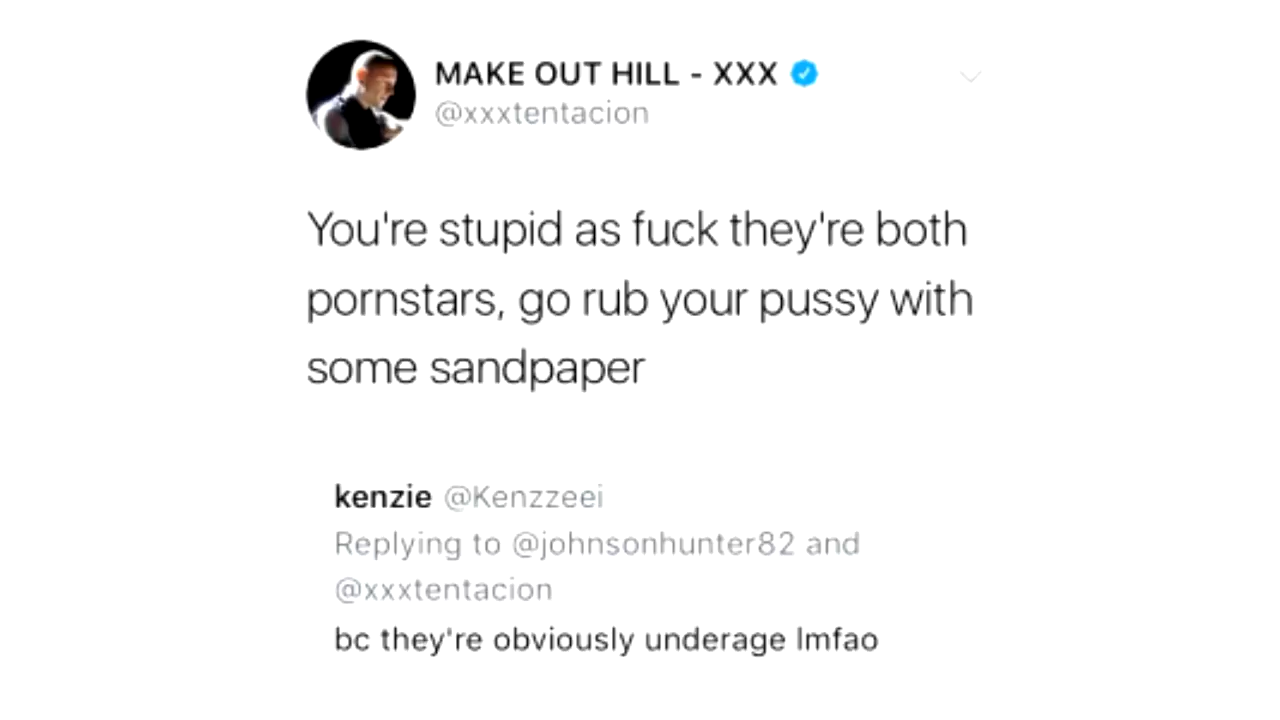 MAKE OUT HILL - XXX
@xxxtentacion
You're stupid as fuck they're both
pornstars, go rub your pussy with
some sandpaper
kenzie @Kenzzeei
Replying to @johnsonhunter82 and
@xxxtentacion
bc they're obviously underage lmfao